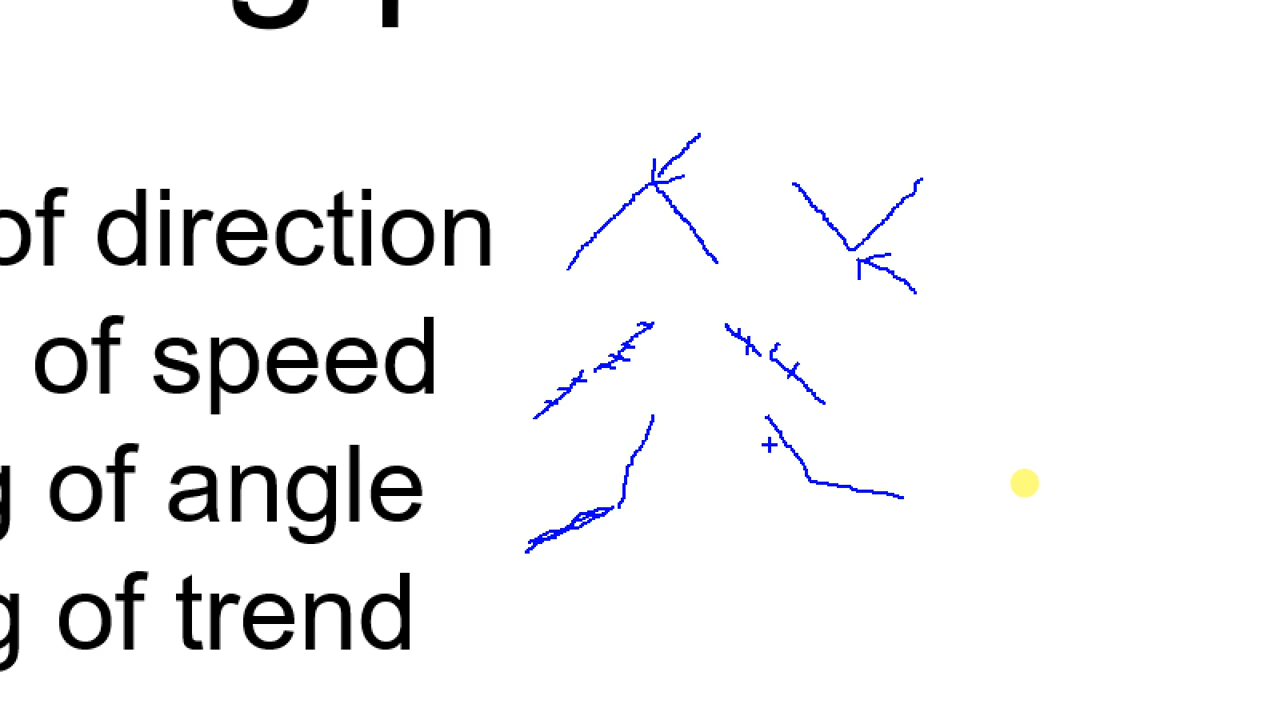 of direction
of speed
g of angle
g of trend